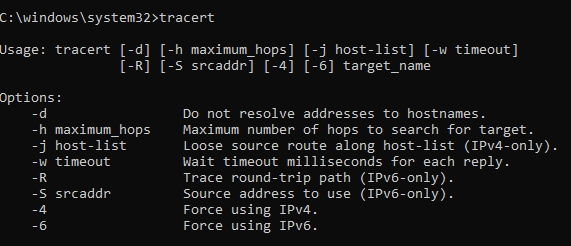 C:\windows\system32>tracert
Usage: tracert [-d] [-h maximum_hops] [-j host-list] [-w timeout]
[-R] [-S srcaddr] [-4] [-6] target_name
Options:
-d Do not resolve addresses to hostnames.
-h maximum_hops Maximum number of hops to search for target.
-j host-list Loose source route along host-list (IPv4-only).
-w timeout Wait timeout milliseconds for each reply.
-R Trace round-trip path (IPv6-only).
-S srcaddr Source address to use (IPv6-only).
-4 Force using IPv4.
-6 Force using IPv6.